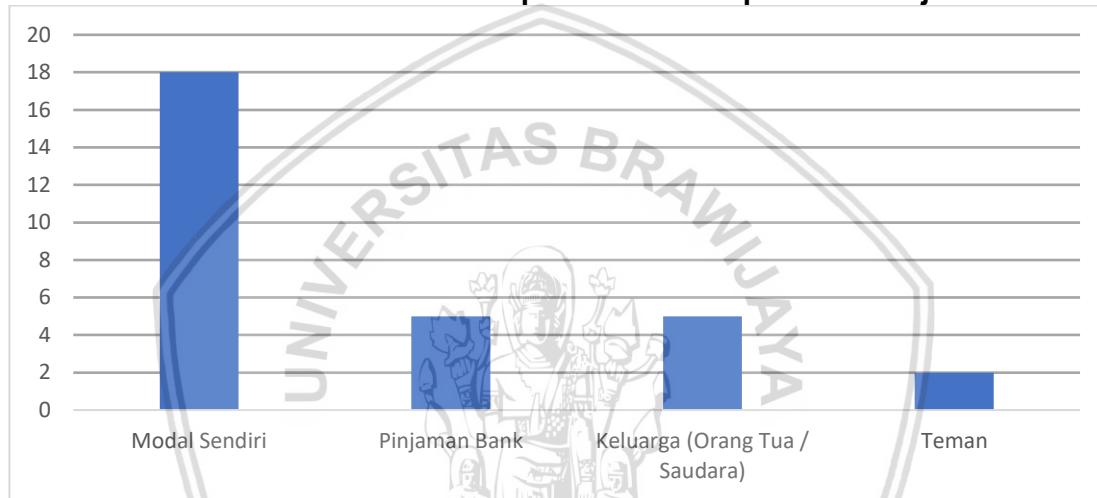 20
18
16
14
12
10
8
6
4
2
0
Modal Sendiri
Pinjaman Bank
Keluarga (Orang Tua /
Saudara)
Teman
UNIVERSITAS BRAWIJAYA